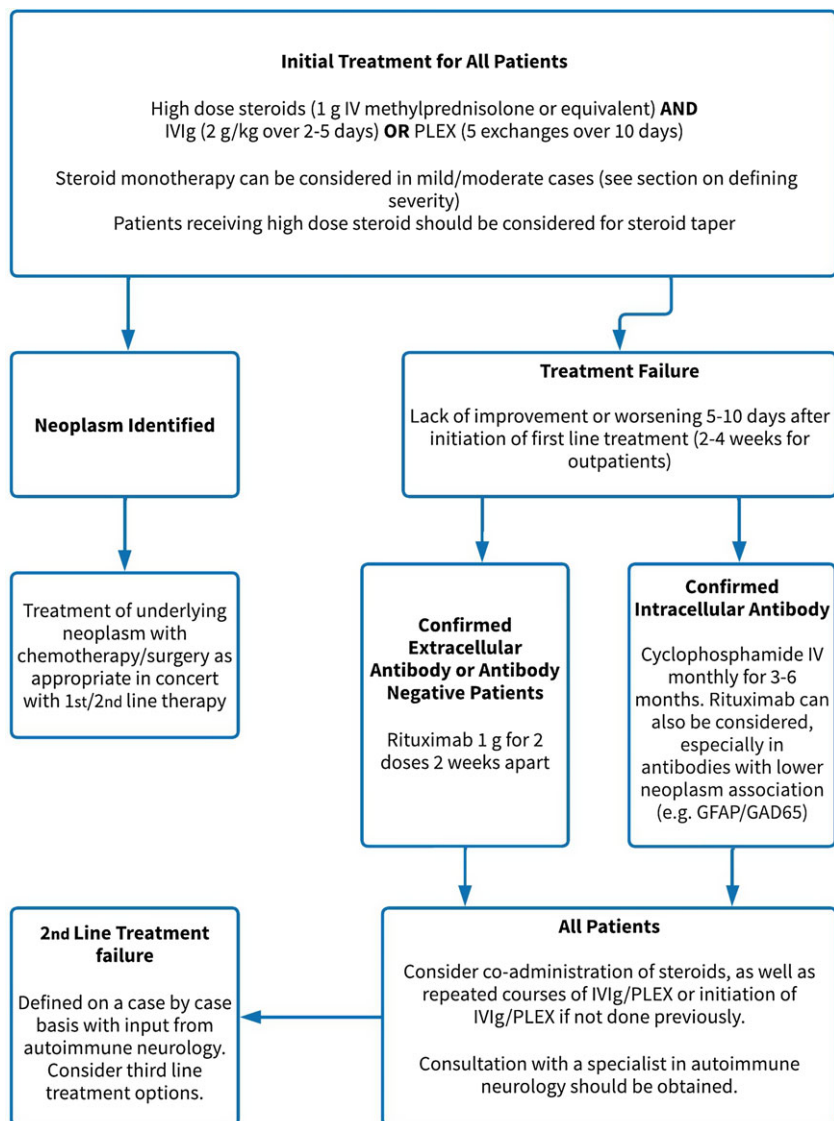 Initial Treatment for All Patients
High dose steroids (1 g IV methylprednisolone or equivalent) AND
IVIg (2 g/kg over 2-5 days) OR PLEX (5 exchanges over 10 days)
Steroid monotherapy can be considered in mild/moderate cases (see section on defining
severity)
Patients receiving high dose steroid should be considered for steroid taper
Neoplasm Identified
Treatment Failure
Lack of improvement or worsening 5-10 days after
initiation of first line treatment (2-4 weeks for
outpatients)
Treatment of underlying
neoplasm with
chemotherapy/surgery as
appropriate in concert
with 1st/2nd line therapy
Confirmed
Extracellular
Antibody or Antibody
Negative Patients
Rituximab 1 g for 2
doses 2 weeks apart
Confirmed
Intracellular Antibody
Cyclophosphamide IV
monthly for 3-6
months. Rituximab can
also be considered,
especially in
antibodies with lower
neoplasm association
(e.g. GFAP/GAD65)
2nd Line Treatment
failure
Defined on a case by case
basis with input from
autoimmune neurology.
Consider third line
treatment options.
All Patients
Consider co-administration of steroids, as well as
repeated courses of IVIg/PLEX or initiation of
IVIg/PLEX if not done previously.
Consultation with a specialist in autoimmune
neurology should be obtained.